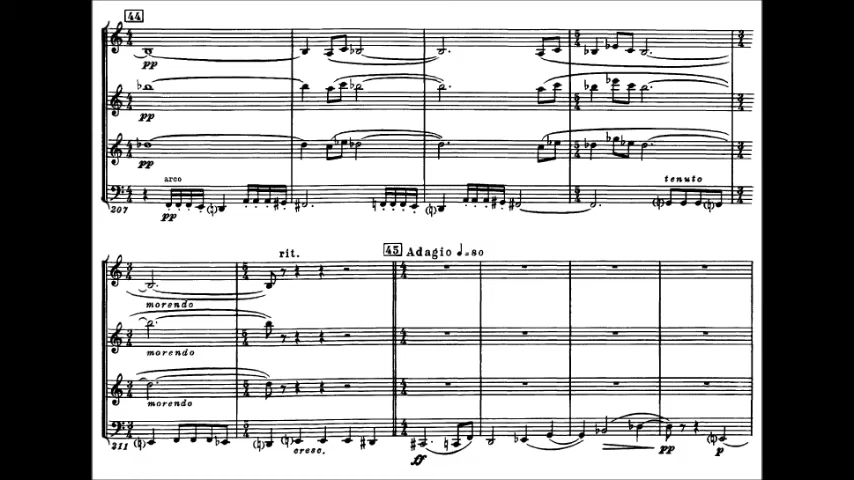 44
pp
pp
pp
arco
tenuto
207
pp
rit.
45 Adagio ♩=80
morendo
morendo
morendo
211
cresc.
ff
pp
p